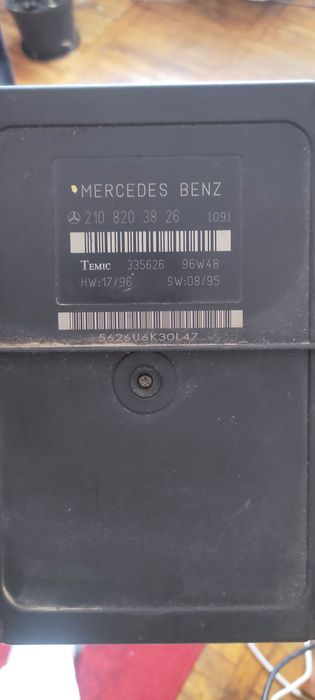 MERCEDES BENZ
210 820 38 26 [09]
TEMIC 335626 96W48
HW:17/96 SW:08/95
5626U6K30L47